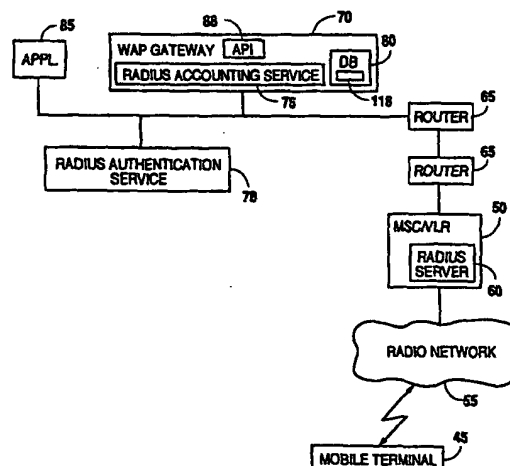 85
88
70
APPL
WAP GATEWAY
API
80
DB
RADIUS ACCOUNTING SERVICE
75
118
ROUTER
65
RADIUS AUTHENTICATION
SERVICE
78
ROUTER
65
50
MSC/VLR
RADIUS
SERVER
60
RADIO NETWORK
55
MOBILE TERMINAL
45